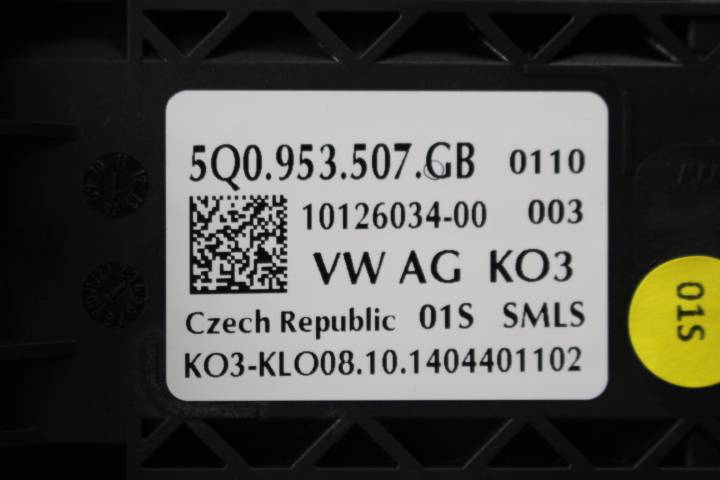 5Q0.953.507.GB 0110
10126034-00 003
VW AG KO3
Czech Republic 01S SMLS
KO3-KLO08.10.1404401102
01S